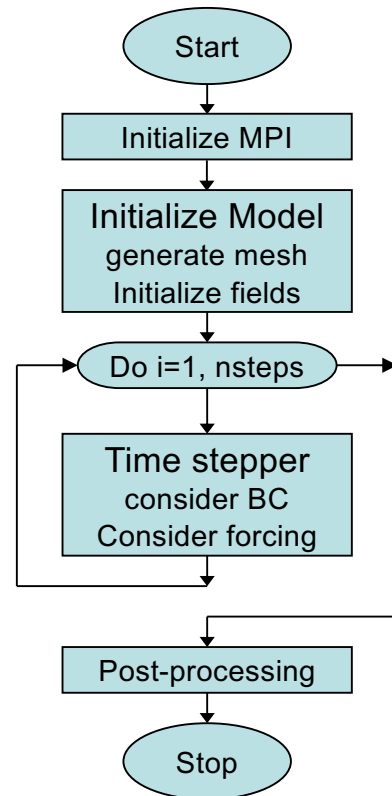 Start
Initialize MPI
Initialize Model
generate mesh
Initialize fields
Do i=1, nsteps
Time stepper
consider BC
Consider forcing
Post-processing
Stop